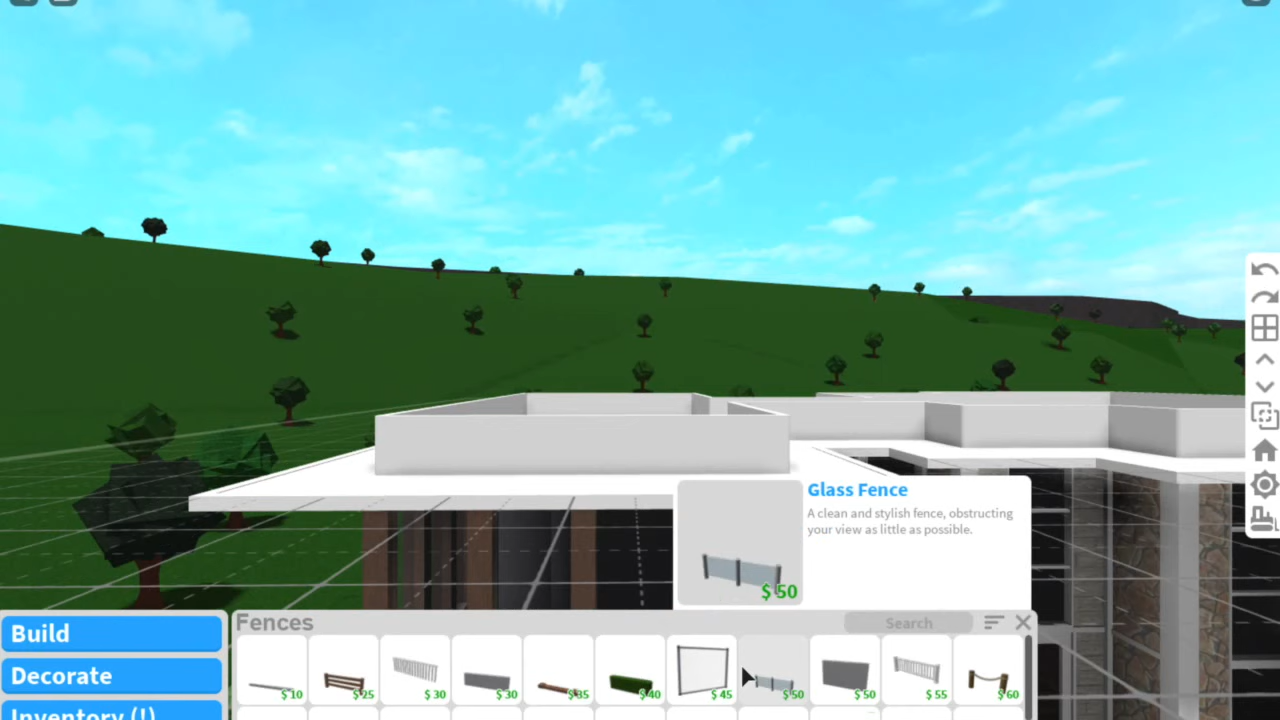 Glass Fence
A clean and stylish fence, obstructing
your view as little as possible.
$ 50
Build
Fences
Search
Decorate
$ 10 $ 25 $ 30 $ 30 $ 35 $ 40 $ 45 $ 50 $ 50 $ 55 $ 60
Inventory (!)